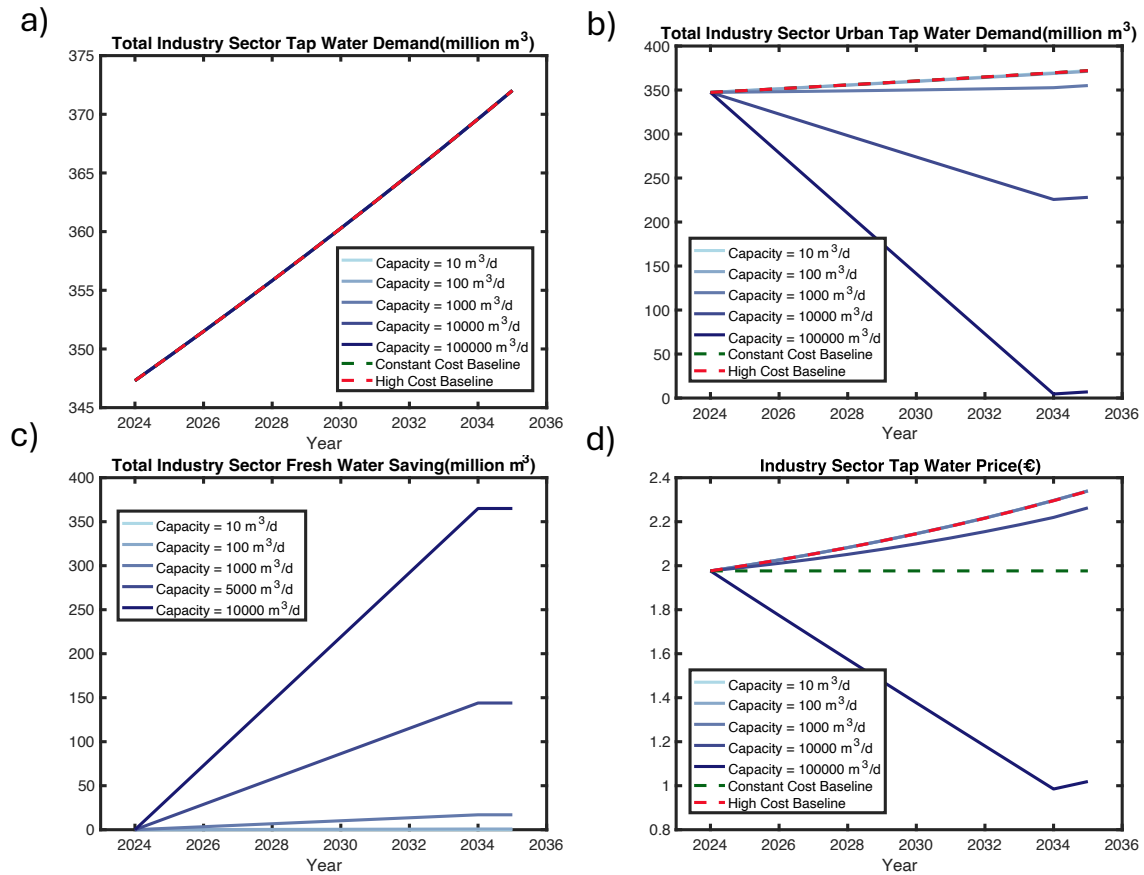 a)
Total Industry Sector Tap Water Demand(million m³)
375
370
365
360
355
350
345
2024
2026
2028
2030
2032
2034
2036
Year
Capacity = 10 m³/d
Capacity = 100 m³/d
Capacity = 1000 m³/d
Capacity = 10000 m³/d
Capacity = 100000 m³/d
Constant Cost Baseline
High Cost Baseline
b)
Total Industry Sector Urban Tap Water Demand(million m³)
400
350
300
250
200
150
100
50
0
2024
2026
2028
2030
2032
2034
2036
Year
Capacity = 10 m³/d
Capacity = 100 m³/d
Capacity = 1000 m³/d
Capacity = 10000 m³/d
Capacity = 100000 m³/d
Constant Cost Baseline
High Cost Baseline
c)
Total Industry Sector Fresh Water Saving(million m³)
400
350
300
250
200
150
100
50
0
2024
2026
2028
2030
2032
2034
2036
Year
Capacity = 10 m³/d
Capacity = 100 m³/d
Capacity = 1000 m³/d
Capacity = 5000 m³/d
Capacity = 10000 m³/d
d)
Industry Sector Tap Water Price(€)
2.4
2.2
2
1.8
1.6
1.4
1.2
1
0.8
2024
2026
2028
2030
2032
2034
2036
Year
Capacity = 10 m³/d
Capacity = 100 m³/d
Capacity = 1000 m³/d
Capacity = 10000 m³/d
Capacity = 100000 m³/d
Constant Cost Baseline
High Cost Baseline